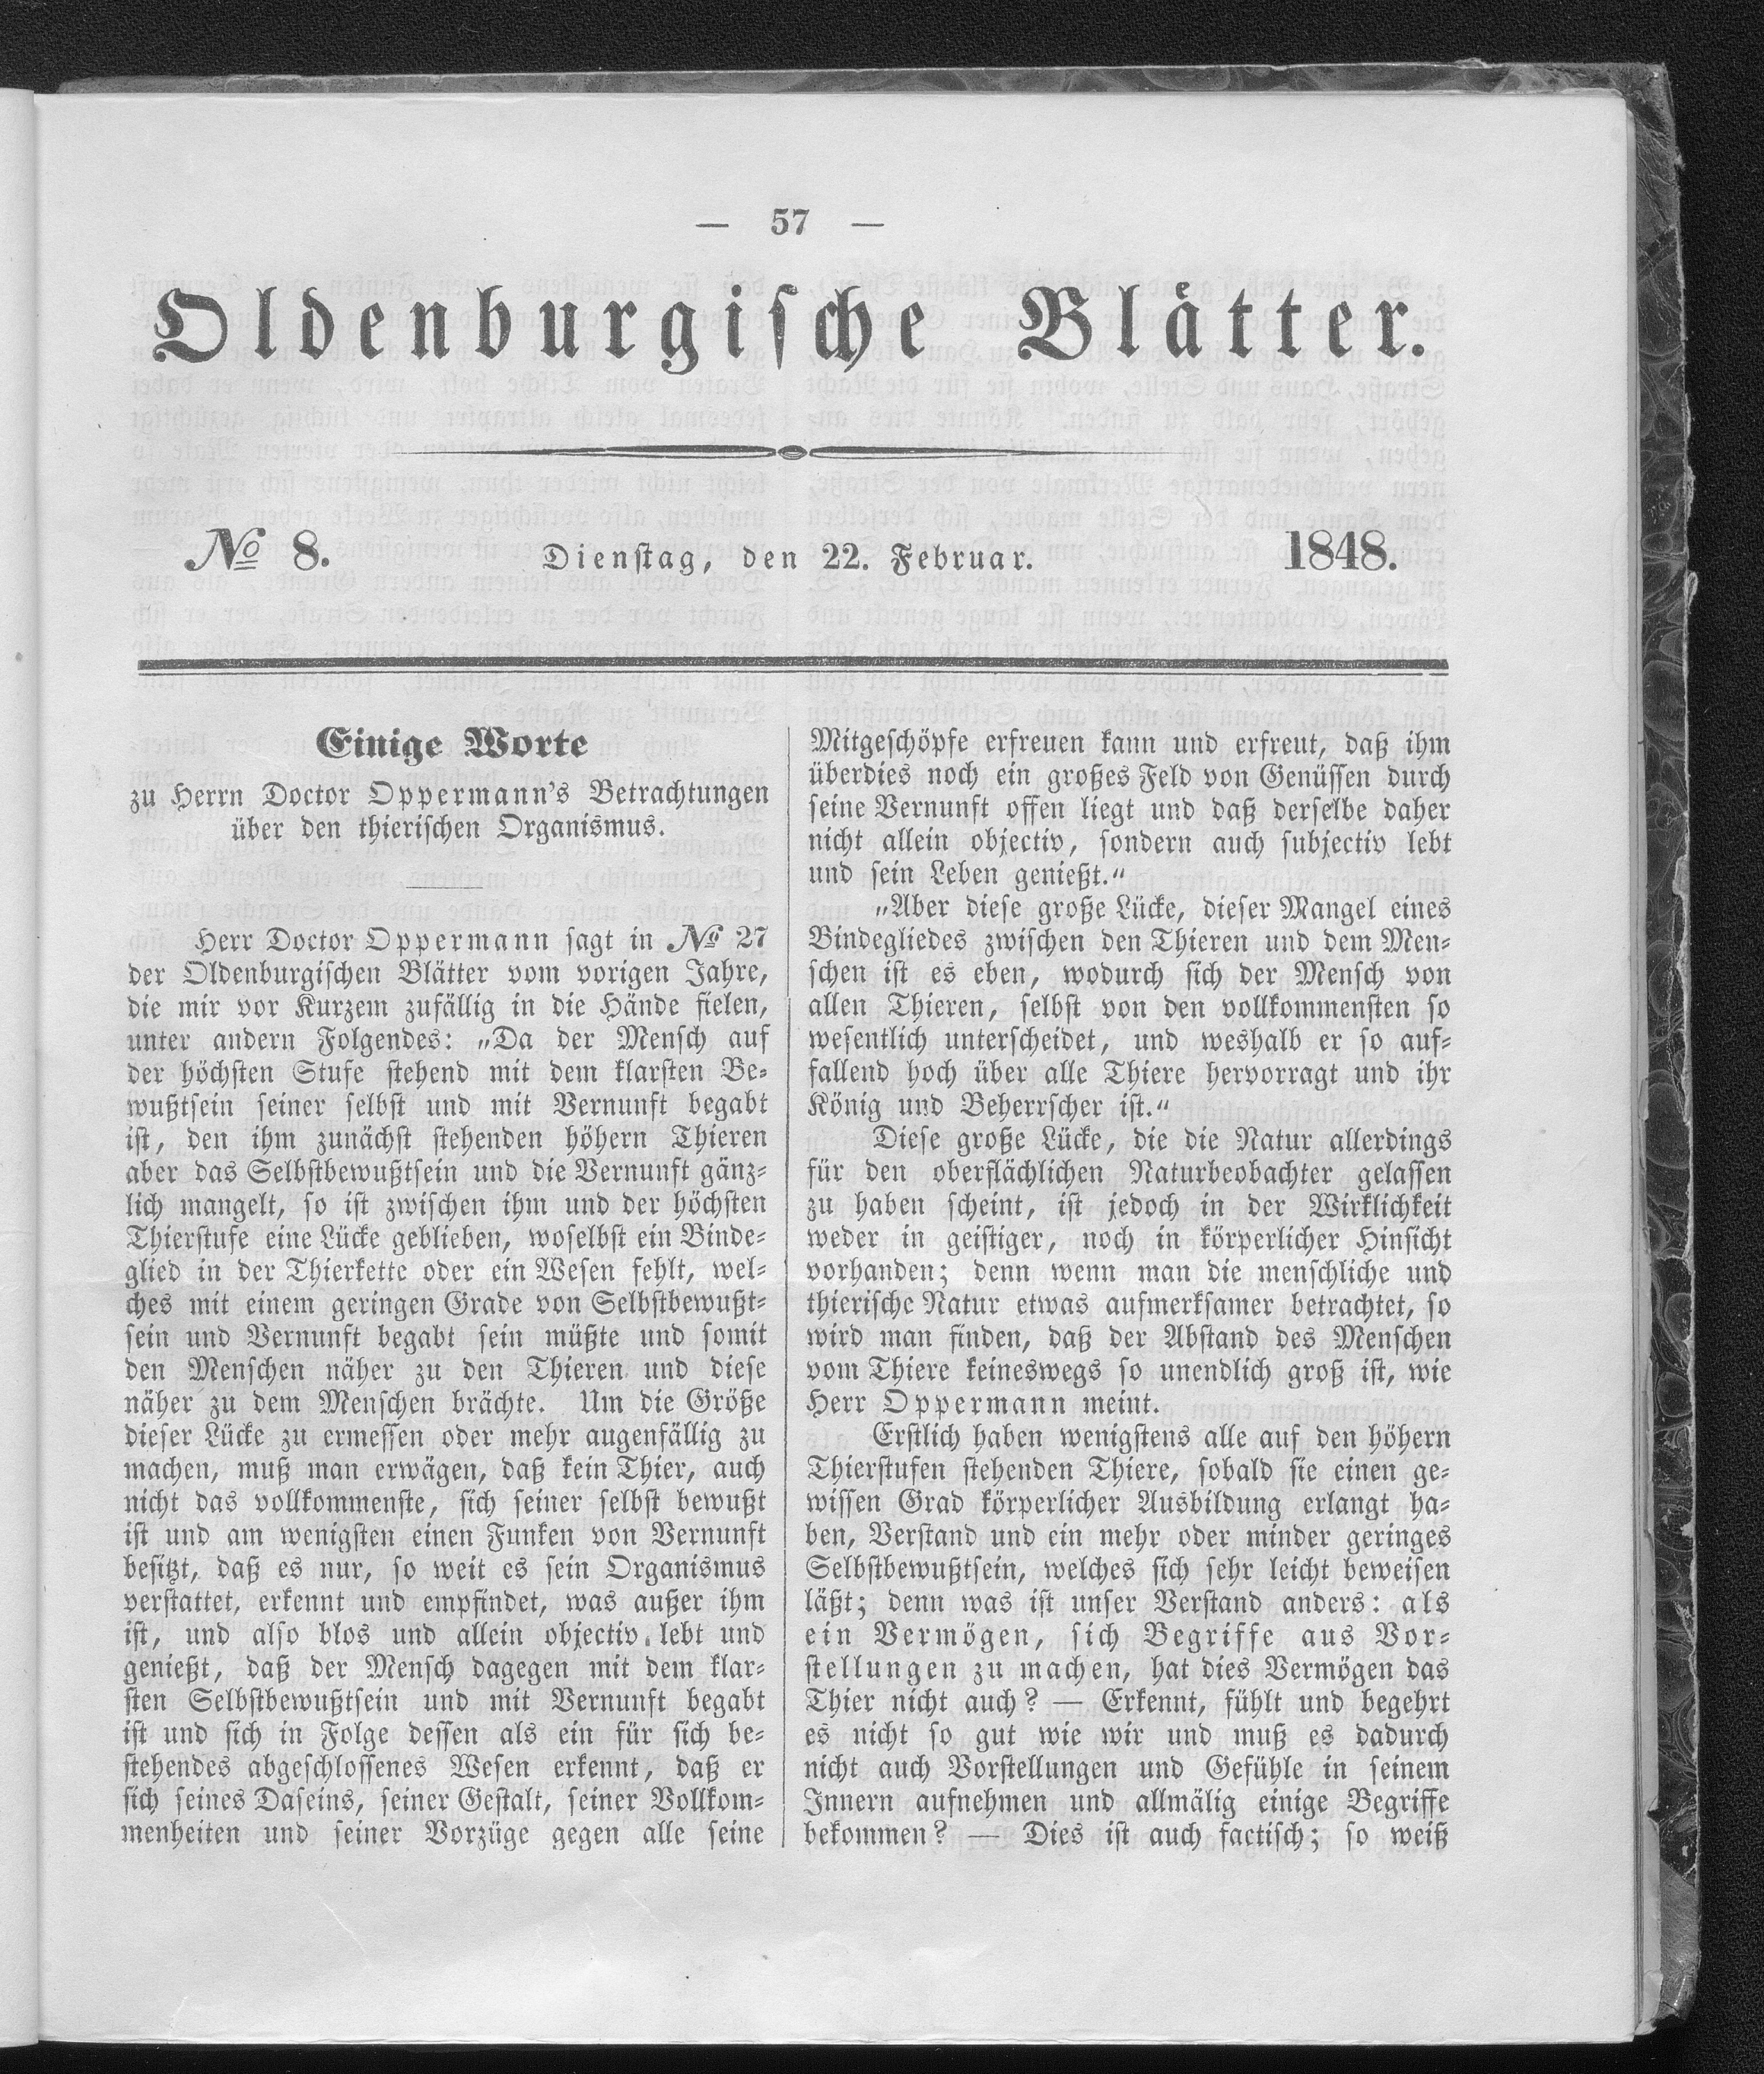 — 57 —
Oldenburgische Blätter.
No 8. Dienstag, den 22. Februar. 1848.
Einige Worte
zu Herrn Doctor Oppermann's Betrachtungen
über den thierischen Organismus.
Herr Doctor Oppermann sagt in No 27
der Oldenburgischen Blätter vom vorigen Jahre,
die mir vor Kurzem zufällig in die Hände fielen,
unter andern Folgendes: „Da der Mensch auf
der höchsten Stufe stehend mit dem klarsten Be-
wußtsein seiner selbst und mit Vernunft begabt
ist, den ihm zunächst stehenden höhern Thieren
aber das Selbstbewußtsein und die Vernunft gänz-
lich mangelt, so ist zwischen ihm und der höchsten
Thierstufe eine Lücke geblieben, woselbst ein Binde-
glied in der Thierkette oder ein Wesen fehlt, wel-
ches mit einem geringen Grade von Selbstbewußt-
sein und Vernunft begabt sein müßte und somit
den Menschen näher zu den Thieren und diese
näher zu dem Menschen brächte. Um die Größe
dieser Lücke zu ermessen oder mehr augenfällig zu
machen, muß man erwägen, daß kein Thier, auch
nicht das vollkommenste, sich seiner selbst bewußt
ist und am wenigsten einen Funken von Vernunft
besitzt, daß es nur, so weit es sein Organismus
verstattet, erkennt und empfindet, was außer ihm
ist, und also blos und allein objectiv lebt und
genießt, daß der Mensch dagegen mit dem klar-
sten Selbstbewußtsein und mit Vernunft begabt
ist und sich in Folge dessen als ein für sich be-
stehendes abgeschlossenes Wesen erkennt, daß er
sich seines Daseins, seiner Gestalt, seiner Vollkom-
menheiten und seiner Vorzüge gegen alle seine
Mitgeschöpfe erfreuen kann und erfreut, daß ihm
überdies noch ein großes Feld von Genüssen durch
seine Vernunft offen liegt und daß derselbe daher
nicht allein objectiv, sondern auch subjectiv lebt
und sein Leben genießt.“
„Aber diese große Lücke, dieser Mangel eines
Bindegliedes zwischen den Thieren und dem Men-
schen ist es eben, wodurch sich der Mensch von
allen Thieren, selbst von den vollkommensten so
wesentlich unterscheidet, und weshalb er so auf-
fallend hoch über alle Thiere hervorragt und ihr
König und Beherrscher ist.“
Diese große Lücke, die die Natur allerdings
für den oberflächlichen Naturbeobachter gelassen
zu haben scheint, ist jedoch in der Wirklichkeit
weder in geistiger, noch in körperlicher Hinsicht
vorhanden; denn wenn man die menschliche und
thierische Natur etwas aufmerksamer betrachtet, so
wird man finden, daß der Abstand des Menschen
vom Thiere keineswegs so unendlich groß ist, wie
Herr Oppermann meint.
Erstlich haben wenigstens alle auf den höhern
Thierstufen stehenden Thiere, sobald sie einen ge-
wissen Grad körperlicher Ausbildung erlangt ha-
ben, Verstand und ein mehr oder minder geringes
Selbstbewußtsein, welches sich sehr leicht beweisen
läßt; denn was ist unser Verstand anders: als
ein Vermögen, sich Begriffe aus Vor-
stellungen zu machen, hat dies Vermögen das
Thier nicht auch? — Erkennt, fühlt und begehrt
es nicht so gut wie wir und muß es dadurch
nicht auch Vorstellungen und Gefühle in seinem
Innern aufnehmen und allmälig einige Begriffe
bekommen? — Dies ist auch factisch; so weiß